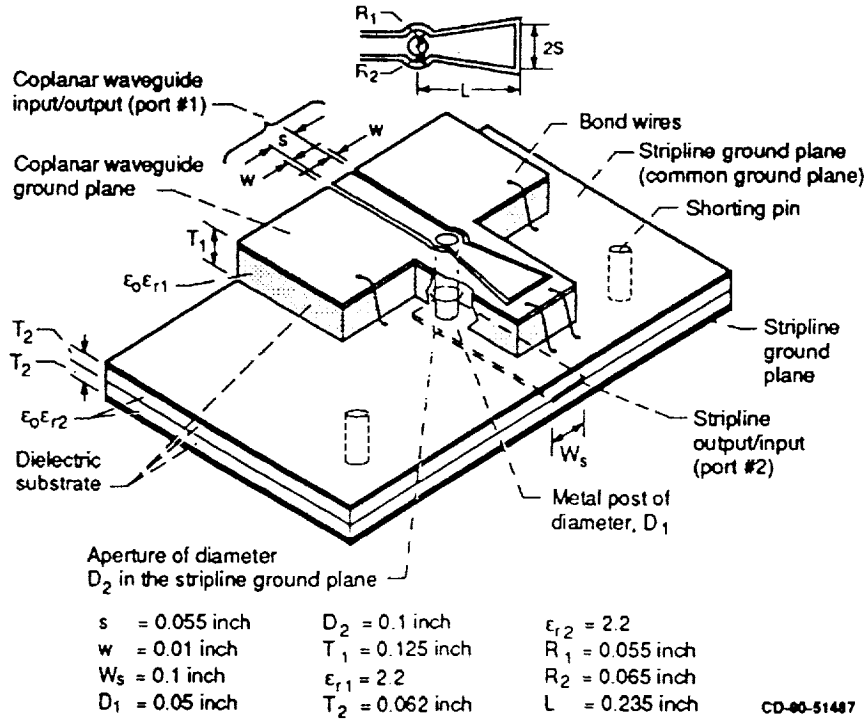 R1
R2
2S
L
Coplanar waveguide
input/output (port #1)
s
w
w
Bond wires
Coplanar waveguide
ground plane
Stripline ground plane
(common ground plane)
Shorting pin
T1
εoεr1
T2
T2
Stripline
ground
plane
εoεr2
Stripline
output/input
(port #2)
Ws
Dielectric
substrate
Metal post of
diameter, D1
Aperture of diameter
D2 in the stripline ground plane
s = 0.055 inch D2 = 0.1 inch εr2 = 2.2
w = 0.01 inch T1 = 0.125 inch R1 = 0.055 inch
Ws = 0.1 inch εr1 = 2.2 R2 = 0.065 inch
D1 = 0.05 inch T2 = 0.062 inch L = 0.235 inch
CD-90-51487